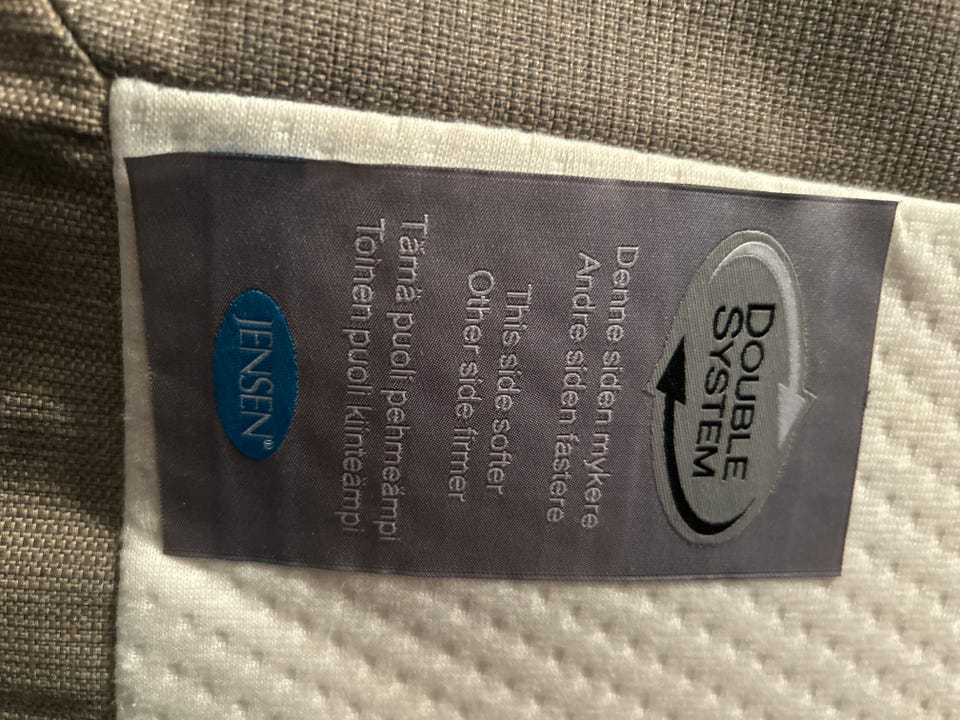 DOUBLE
SYSTEM
Denne siden mykere
Andre siden fastere
This side softer
Other side firmer
Tämä puoli pehmeämpi
Toinen puoli kiinteämpi
JENSEN®